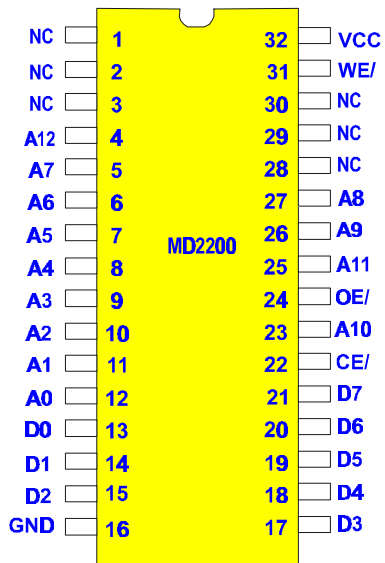 NC 1 32 VCC
NC 2 31 WE/
NC 3 30 NC
A12 4 29 NC
A7 5 28 NC
A6 6 27 A8
A5 7 26 A9
MD2200
A4 8 25 A11
A3 9 24 OE/
A2 10 23 A10
A1 11 22 CE/
A0 12 21 D7
D0 13 20 D6
D1 14 19 D5
D2 15 18 D4
GND 16 17 D3